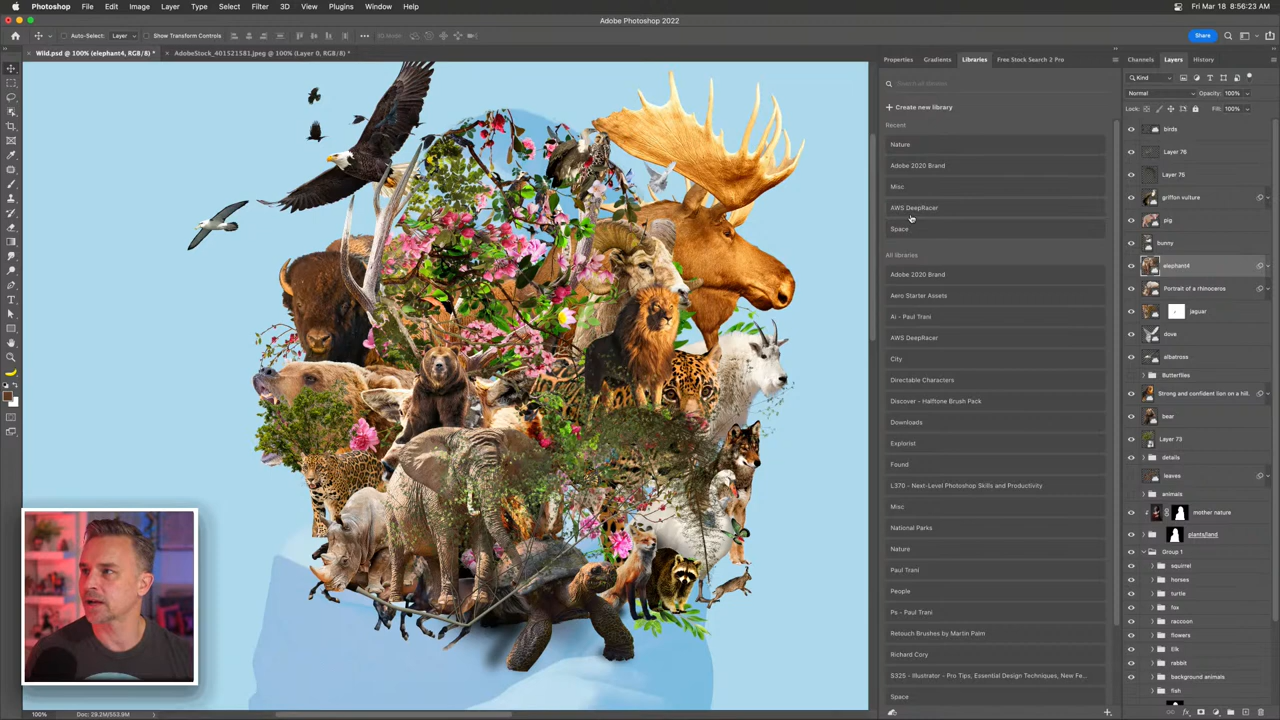 Photoshop File Edit Image Layer Type Select Filter 3D View Plugins Window Help
Fri Mar 18 8:56:23 AM
Adobe Photoshop 2022
Auto-Select: Layer Show Transform Controls
Share
Wild.psd @ 100% (elephant4, RGB/8) *
AdobeStock_401521581.jpeg @ 100% (Layer 0, RGB/8) *
Properties Gradients Libraries Free Stock Search 2 Pro
Search all libraries
Create new library
Recent
Nature
Adobe 2020 Brand
Misc
AWS DeepRacer
Space
All libraries
Adobe 2020 Brand
Aero Starter Assets
Ai - Paul Trani
AWS DeepRacer
City
Directable Characters
Discover - Halftone Brush Pack
Downloads
Explorist
Found
L370 - Next-Level Photoshop Skills and Productivity
Misc
National Parks
Nature
Paul Trani
People
Ps - Paul Trani
Retouch Brushes by Martin Palm
Richard Cory
S325 - Illustrator - Pro Tips, Essential Design Techniques, New Fe...
Space
Channels Layers History
Kind
Normal Opacity: 100%
Lock: Fill: 100%
birds
Layer 76
Layer 75
griffon vulture
pig
bunny
elephant4
Portrait of a rhinoceros
jaguar
dove
albatross
Butterflies
Strong and confident lion on a hill.
bear
Layer 73
details
leaves
animals
mother nature
plants/land
Group 1
squirrel
horses
turtle
fox
raccoon
flowers
Elk
rabbit
background animals
fish
100% Doc: 29.2M/553.9M